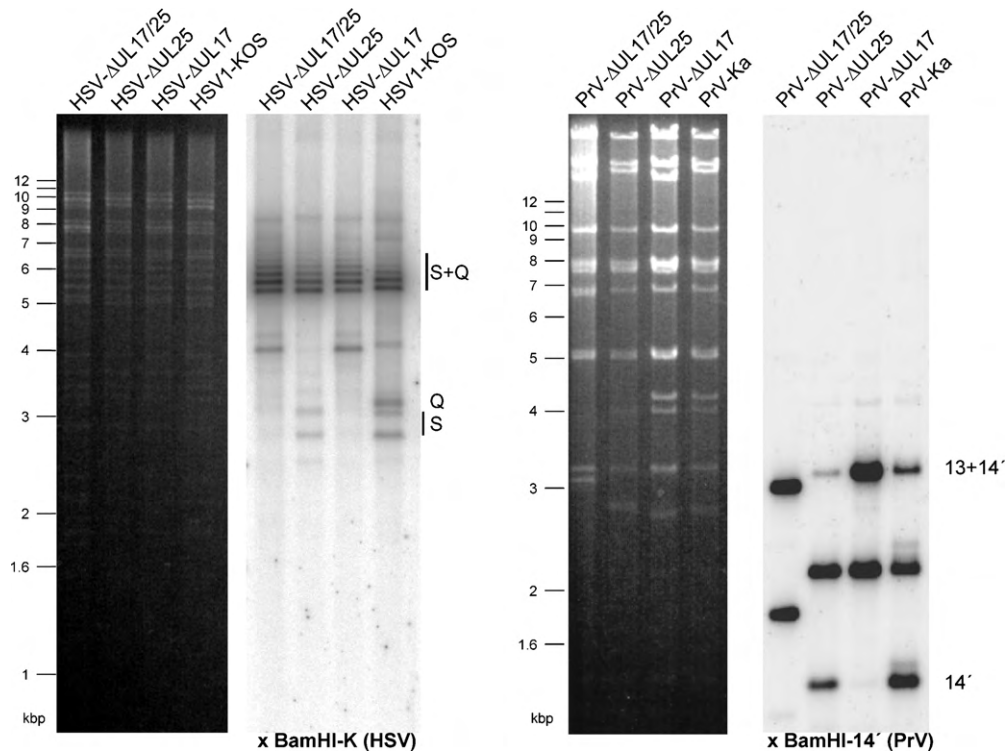 HSV-ΔUL17/25
HSV-ΔUL25
HSV-ΔUL17
HSV1-KOS
HSV-ΔUL17/25
HSV-ΔUL25
HSV-ΔUL17
HSV1-KOS
PrV-ΔUL17/25
PrV-ΔUL25
PrV-ΔUL17
PrV-Ka
PrV-ΔUL17/25
PrV-ΔUL25
PrV-ΔUL17
PrV-Ka
12
10
9
8
7
6
5
4
3
2
1.6
1
kbp
S+Q
Q
S
x BamHI-K (HSV)
12
10
9
8
7
6
5
4
3
2
1.6
kbp
13+14´
14´
x BamHI-14´ (PrV)